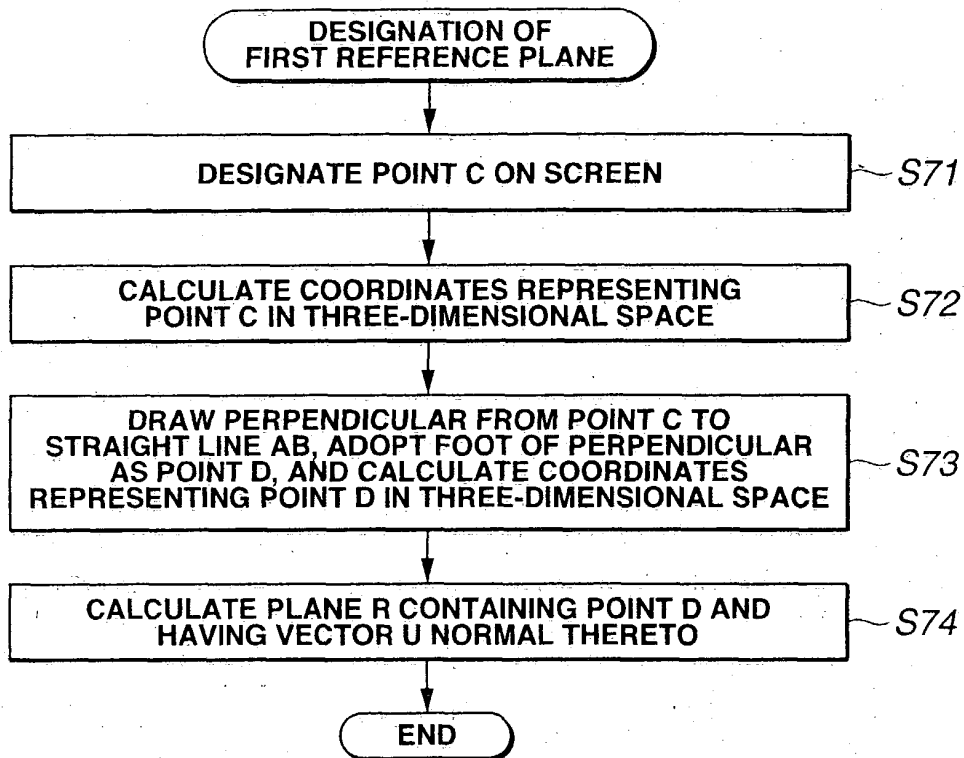 DESIGNATION OF
FIRST REFERENCE PLANE
DESIGNATE POINT C ON SCREEN
S71
CALCULATE COORDINATES REPRESENTING
POINT C IN THREE-DIMENSIONAL SPACE
S72
DRAW PERPENDICULAR FROM POINT C TO
STRAIGHT LINE AB, ADOPT FOOT OF PERPENDICULAR
AS POINT D, AND CALCULATE COORDINATES
REPRESENTING POINT D IN THREE-DIMENSIONAL SPACE
S73
CALCULATE PLANE R CONTAINING POINT D AND
HAVING VECTOR U NORMAL THERETO
S74
END